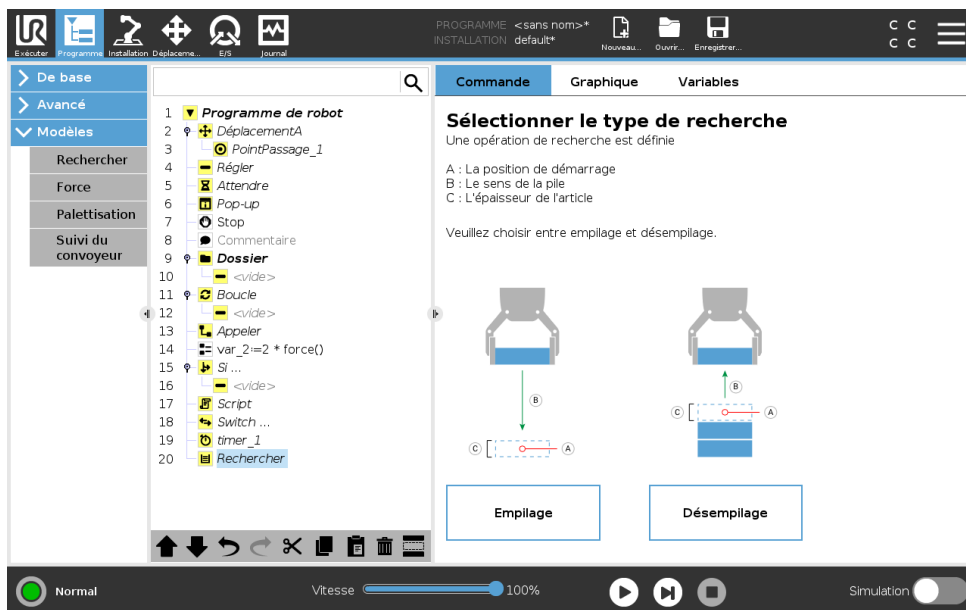 UR
PROGRAMME <sans nom>*
INSTALLATION default*
Exécuter
Programme
Installation
Déplaceme...
E/S
Journal
Nouveau...
Ouvrir...
Enregistrer...
C C
C C
De base
Avancé
Modèles
Rechercher
Force
Palettisation
Suivi du
convoyeur
1 Programme de robot
2 DéplacementA
3 PointPassage_1
4 Régler
5 Attendre
6 Pop-up
7 Stop
8 Commentaire
9 Dossier
10 <vide>
11 Boucle
12 <vide>
13 Appeler
14 var_2:=2 * force()
15 Si ...
16 <vide>
17 Script
18 Switch ...
19 timer_1
20 Rechercher
Commande Graphique Variables
Sélectionner le type de recherche
Une opération de recherche est définie
A : La position de démarrage
B : Le sens de la pile
C : L'épaisseur de l'article
Veuillez choisir entre empilage et désempilage.
B
C A
B
C A
Empilage
Désempilage
Normal
Vitesse 100%
Simulation